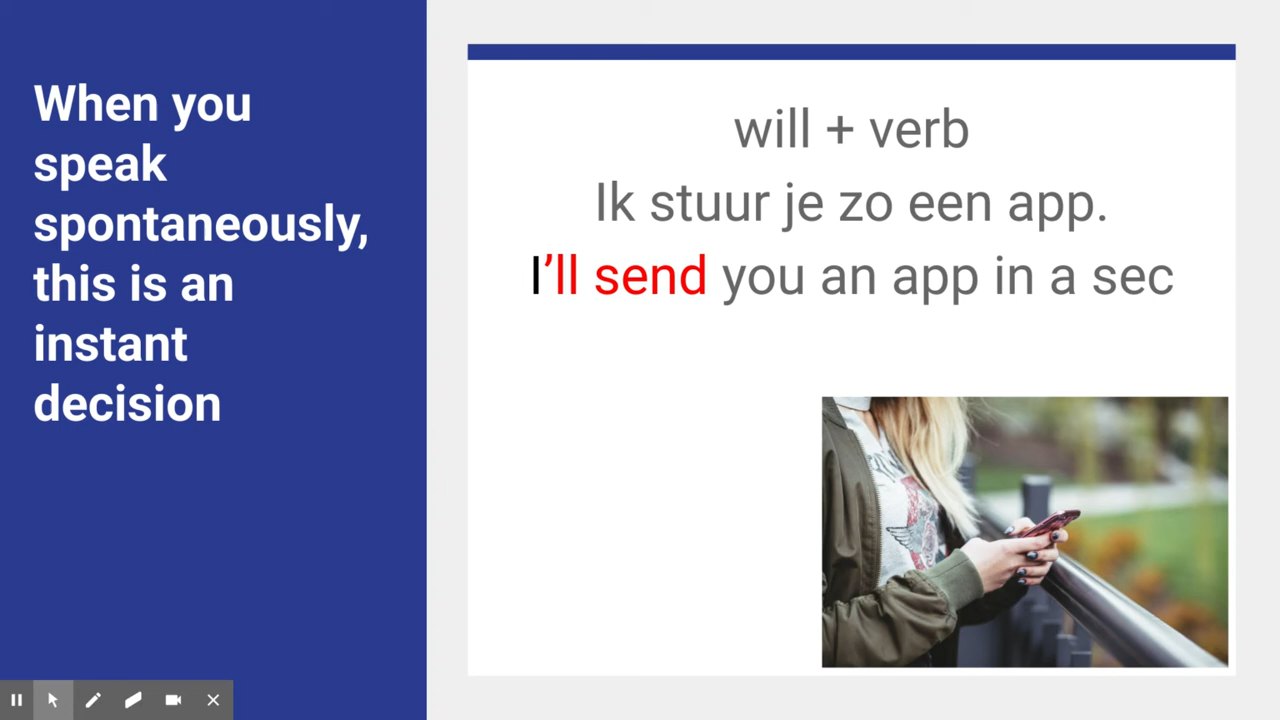 When you
speak
spontaneously,
this is an
instant
decision
will + verb
Ik stuur je zo een app.
I’ll send you an app in a sec